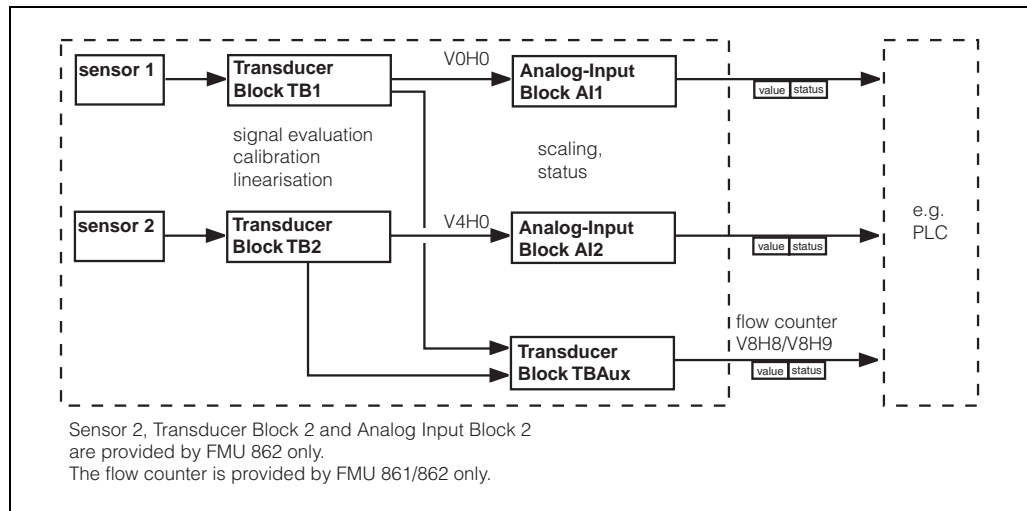 sensor 1
Transducer
Block TB1
V0H0
Analog-Input
Block AI1
value status
signal evaluation
calibration
linearisation
scaling,
status
sensor 2
Transducer
Block TB2
V4H0
Analog-Input
Block AI2
value status
e.g.
PLC
Transducer
Block TBAux
flow counter
V8H8/V8H9
value status
Sensor 2, Transducer Block 2 and Analog Input Block 2
are provided by FMU 862 only.
The flow counter is provided by FMU 861/862 only.